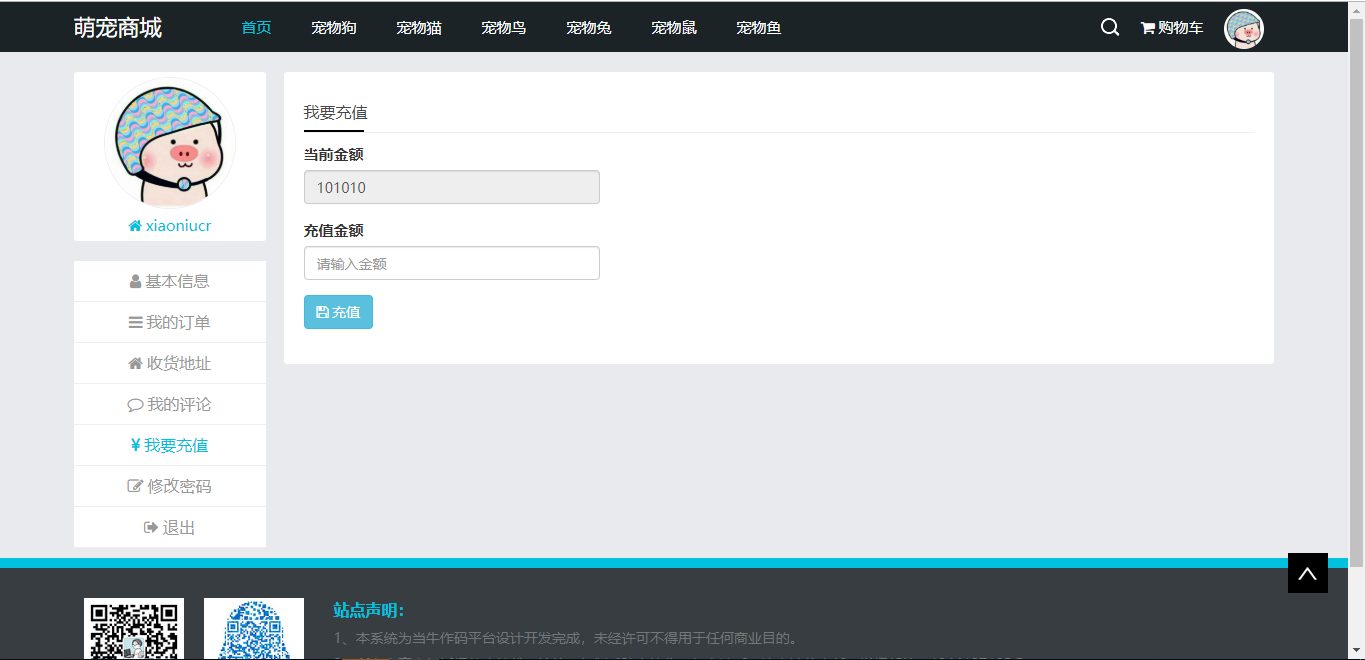 萌宠商城 首页 宠物狗 宠物猫 宠物鸟 宠物兔 宠物鼠 宠物鱼 购物车
xiaoniucr
基本信息
我的订单
收货地址
我的评论
我要充值
修改密码
退出
我要充值
当前金额
101010
充值金额
请输入金额
充值
站点声明：
1、本系统为当牛作码平台设计开发完成，未经许可不得用于任何商业目的。